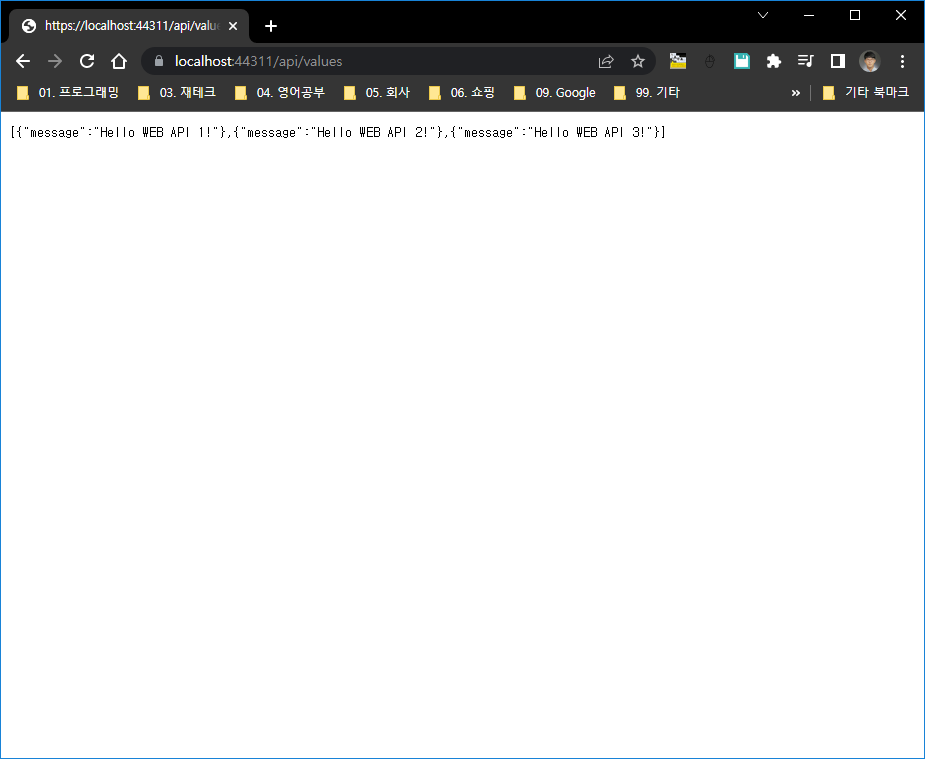 https://localhost:44311/api/valu
localhost:44311/api/values
01. 프로그래밍 03. 재테크 04. 영어공부 05. 회사 06. 쇼핑 09. Google 99. 기타 » 기타 북마크
[{"message":"Hello WEB API 1!"},{"message":"Hello WEB API 2!"},{"message":"Hello WEB API 3!"}]